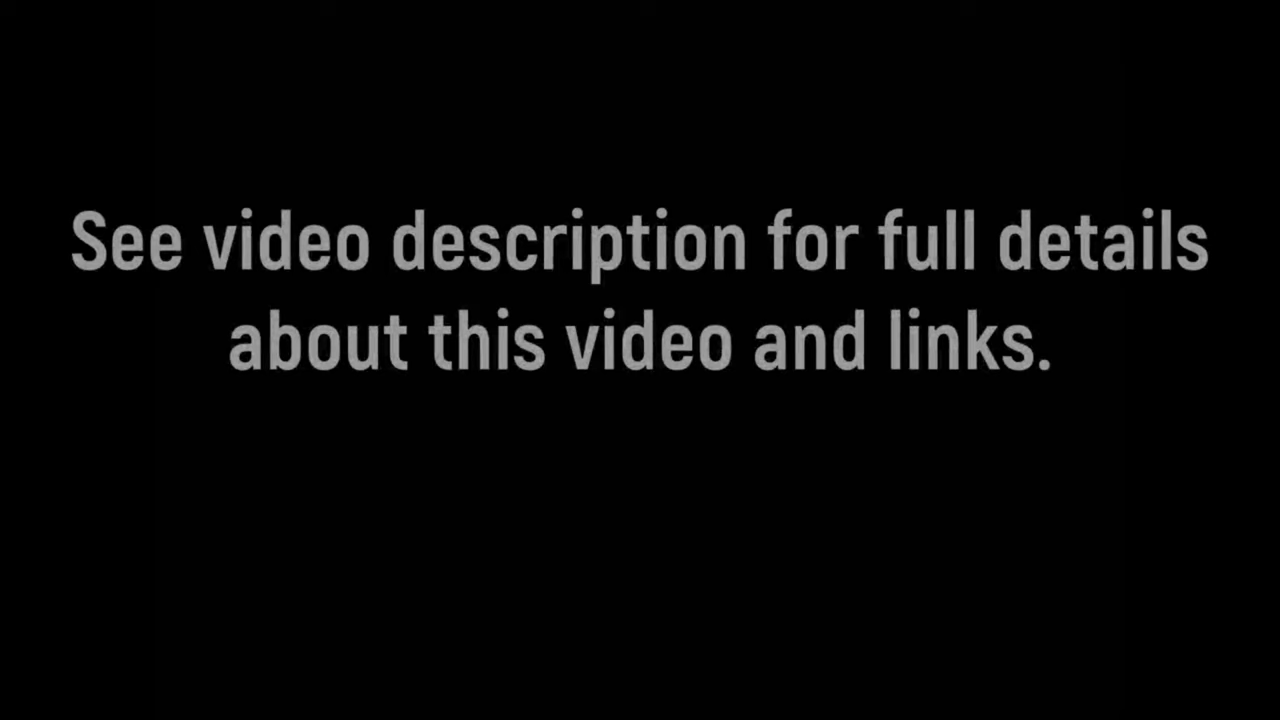 See video description for full details
about this video and links.